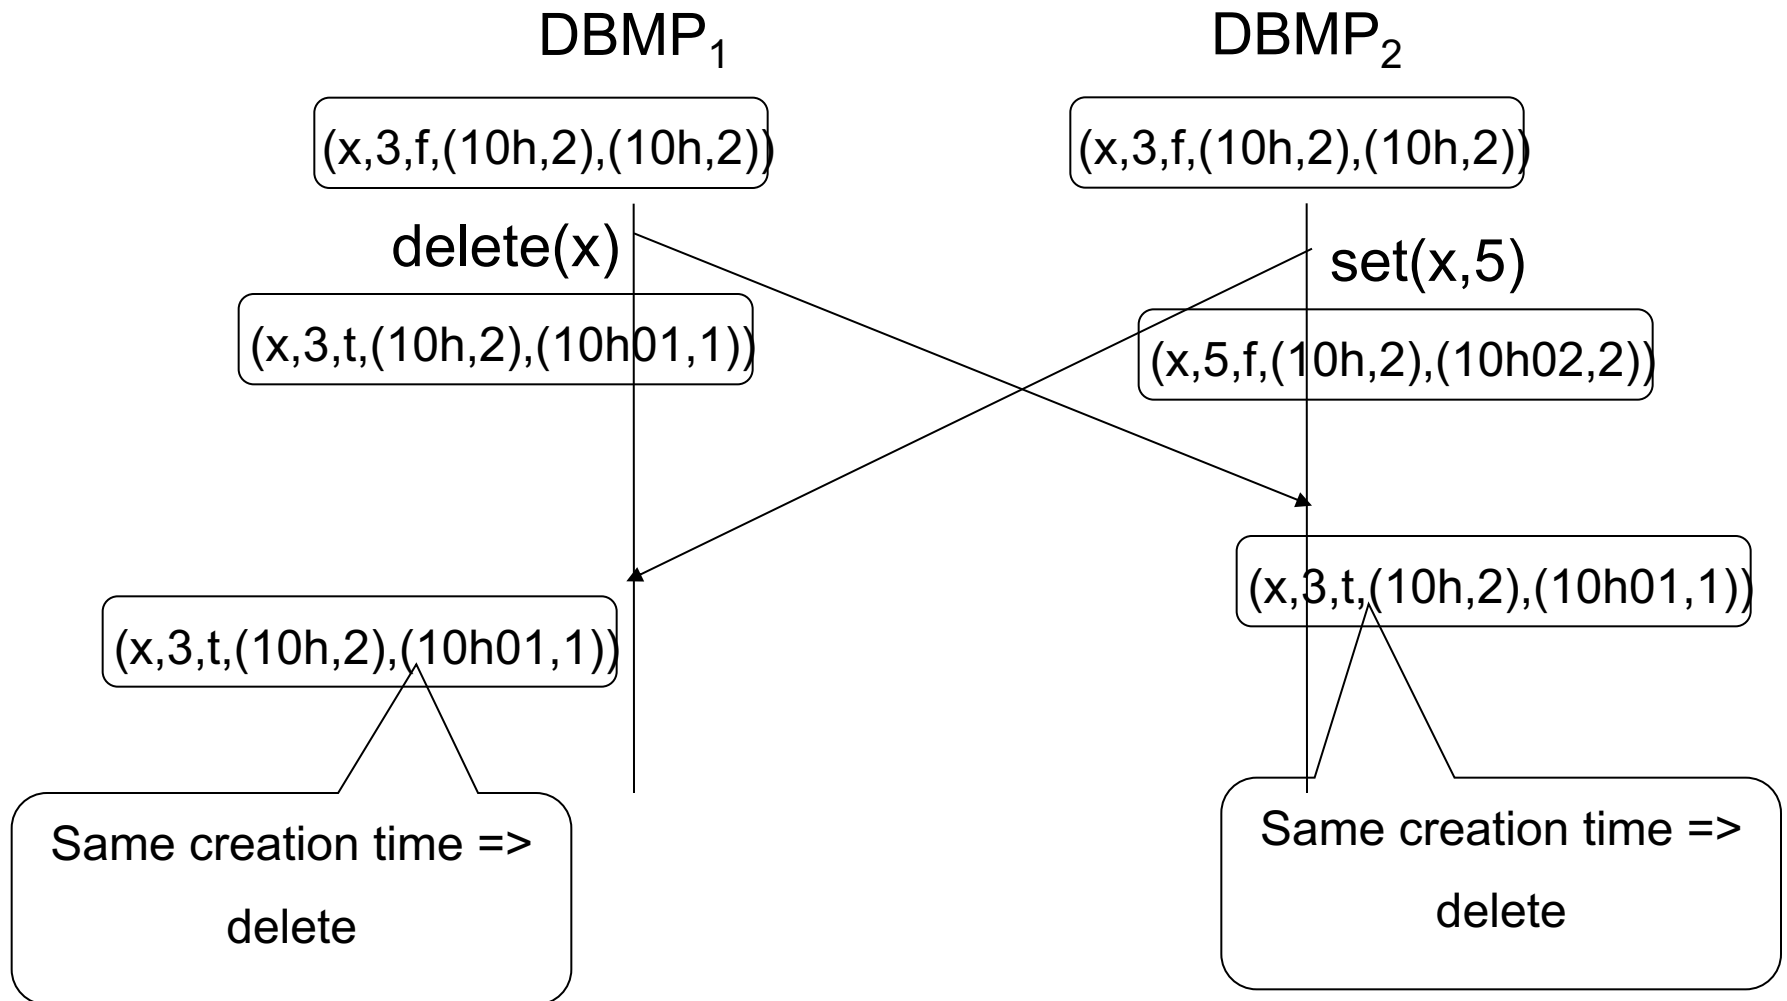 DBMP₁
DBMP₂
(x,3,f,(10h,2),(10h,2))
(x,3,f,(10h,2),(10h,2))
delete(x)
set(x,5)
(x,3,t,(10h,2),(10h01,1))
(x,5,f,(10h,2),(10h02,2))
(x,3,t,(10h,2),(10h01,1))
(x,3,t,(10h,2),(10h01,1))
Same creation time =>
delete
Same creation time =>
delete